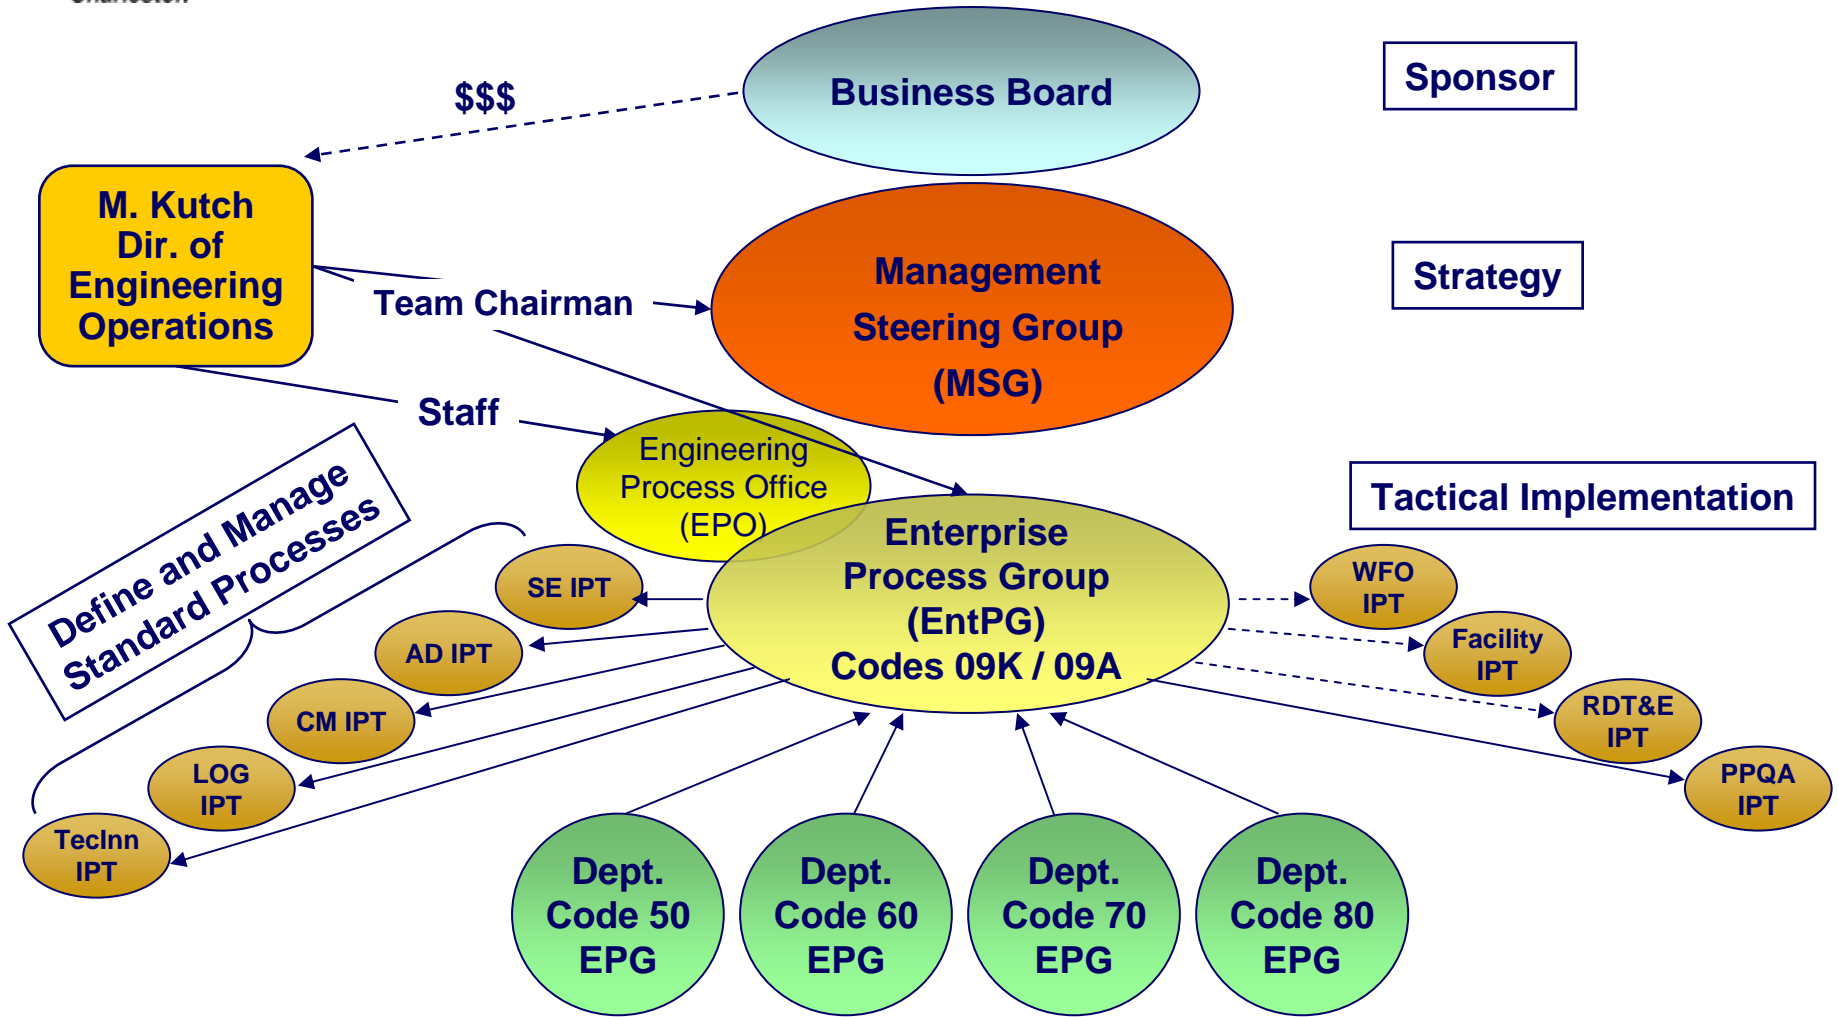 $$$
Business Board
Sponsor
M. Kutch
Dir. of
Engineering
Operations
Team Chairman
Management
Steering Group
(MSG)
Strategy
Staff
Engineering
Process Office
(EPO)
Tactical Implementation
Define and Manage
Standard Processes
Enterprise
Process Group
(EntPG)
Codes 09K / 09A
SE IPT
AD IPT
CM IPT
LOG
IPT
TecInn
IPT
WFO
IPT
Facility
IPT
RDT&E
IPT
PPQA
IPT
Dept.
Code 50
EPG
Dept.
Code 60
EPG
Dept.
Code 70
EPG
Dept.
Code 80
EPG